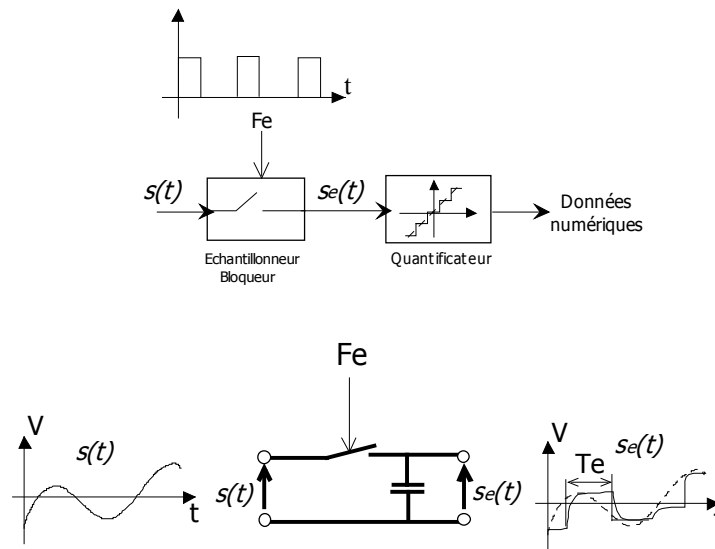 t
Fe
s(t)
se(t)
Données
numériques
Echantillonneur
Bloqueur
Quantificateur
Fe
V
s(t)
t
s(t)
se(t)
V
se(t)
Te